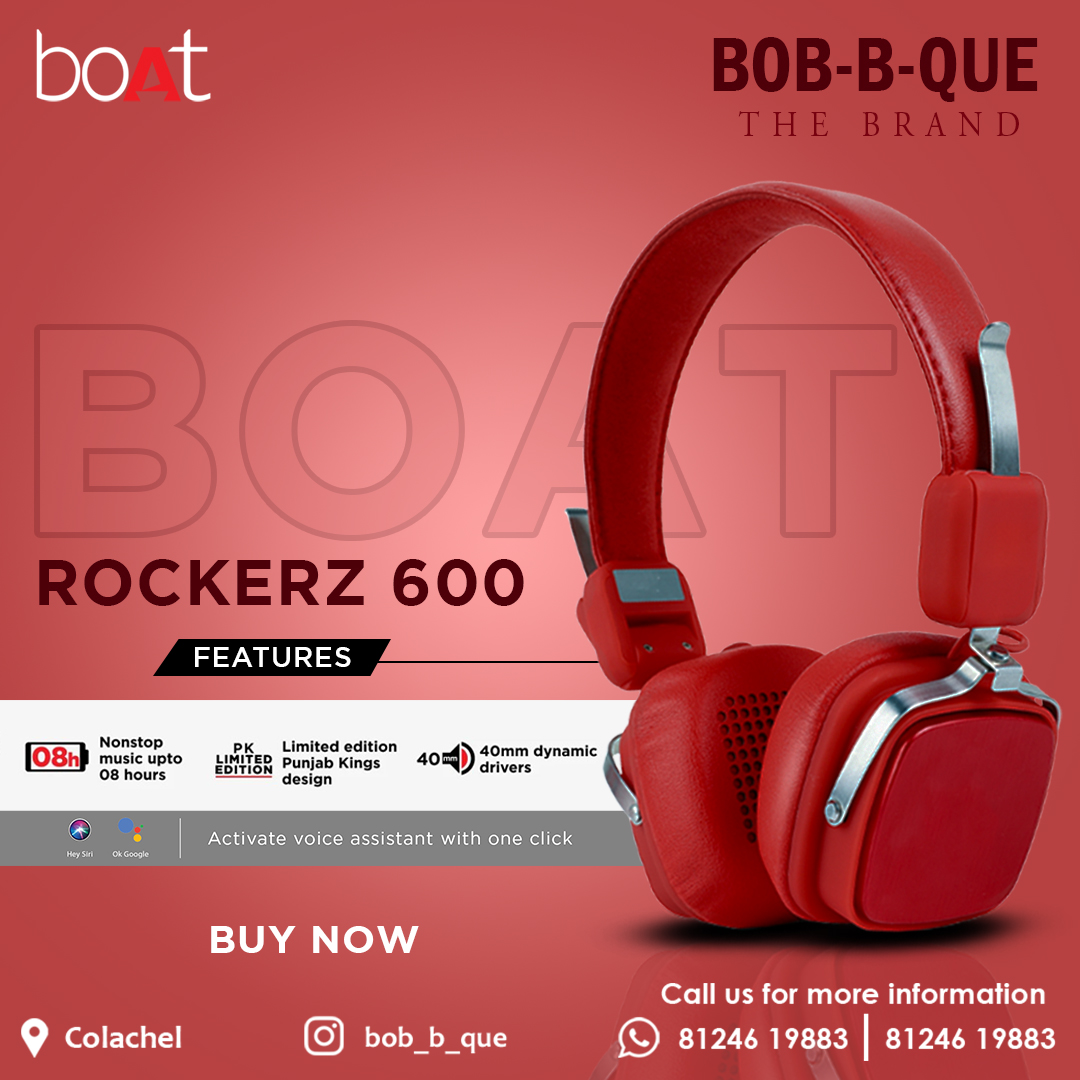 boAt
BOB-B-QUE
THE BRAND
BOAT
ROCKERZ 600
FEATURES
08h
Nonstop
music upto
08 hours
PK
LIMITED
EDITION
Limited edition
Punjab Kings
design
40mm
40mm dynamic
drivers
Hey Siri
Ok Google
Activate voice assistant with one click
BUY NOW
Call us for more information
Colachel
bob_b_que
81246 19883 | 81246 19883